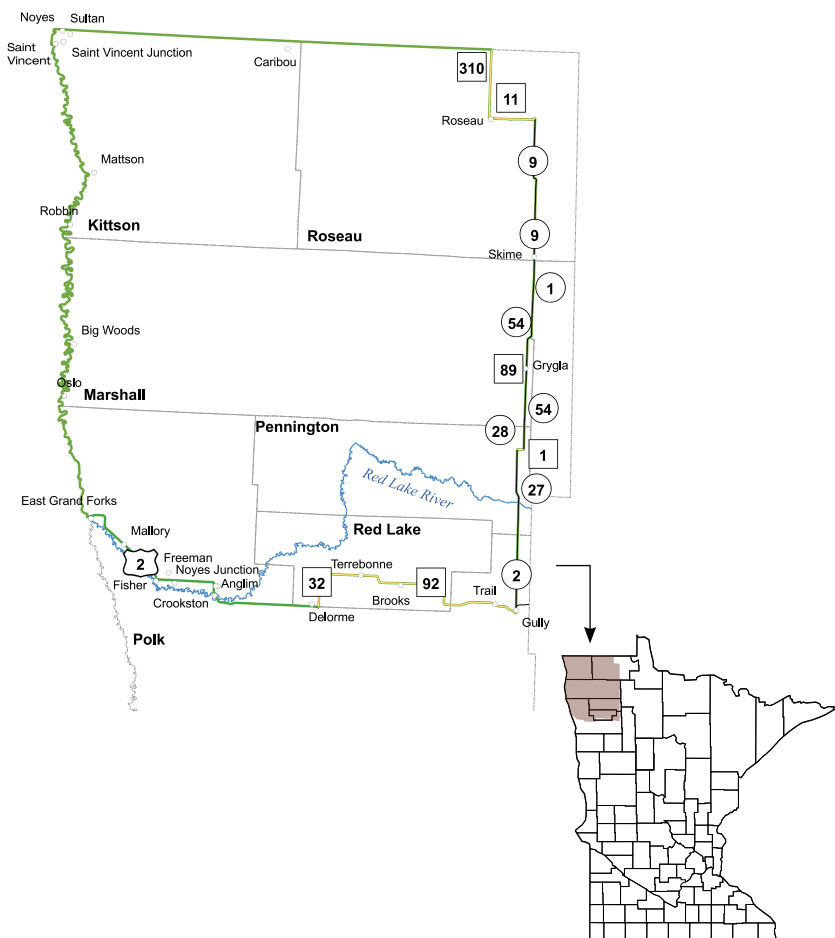 Noyes
Sultan
Saint
Vincent
Saint Vincent Junction
Caribou
310
11
Roseau
9
Mattson
Robbin
Kittson
Roseau
9
Skime
1
54
Big Woods
89
Grygla
Oslo
Marshall
54
Pennington
28
1
Red Lake River
27
East Grand Forks
Mallory
Red Lake
2
Freeman
Noyes Junction
Terrebonne
Fisher
Anglim
32
92
2
Crookston
Brooks
Trail
Delorme
Gully
Polk